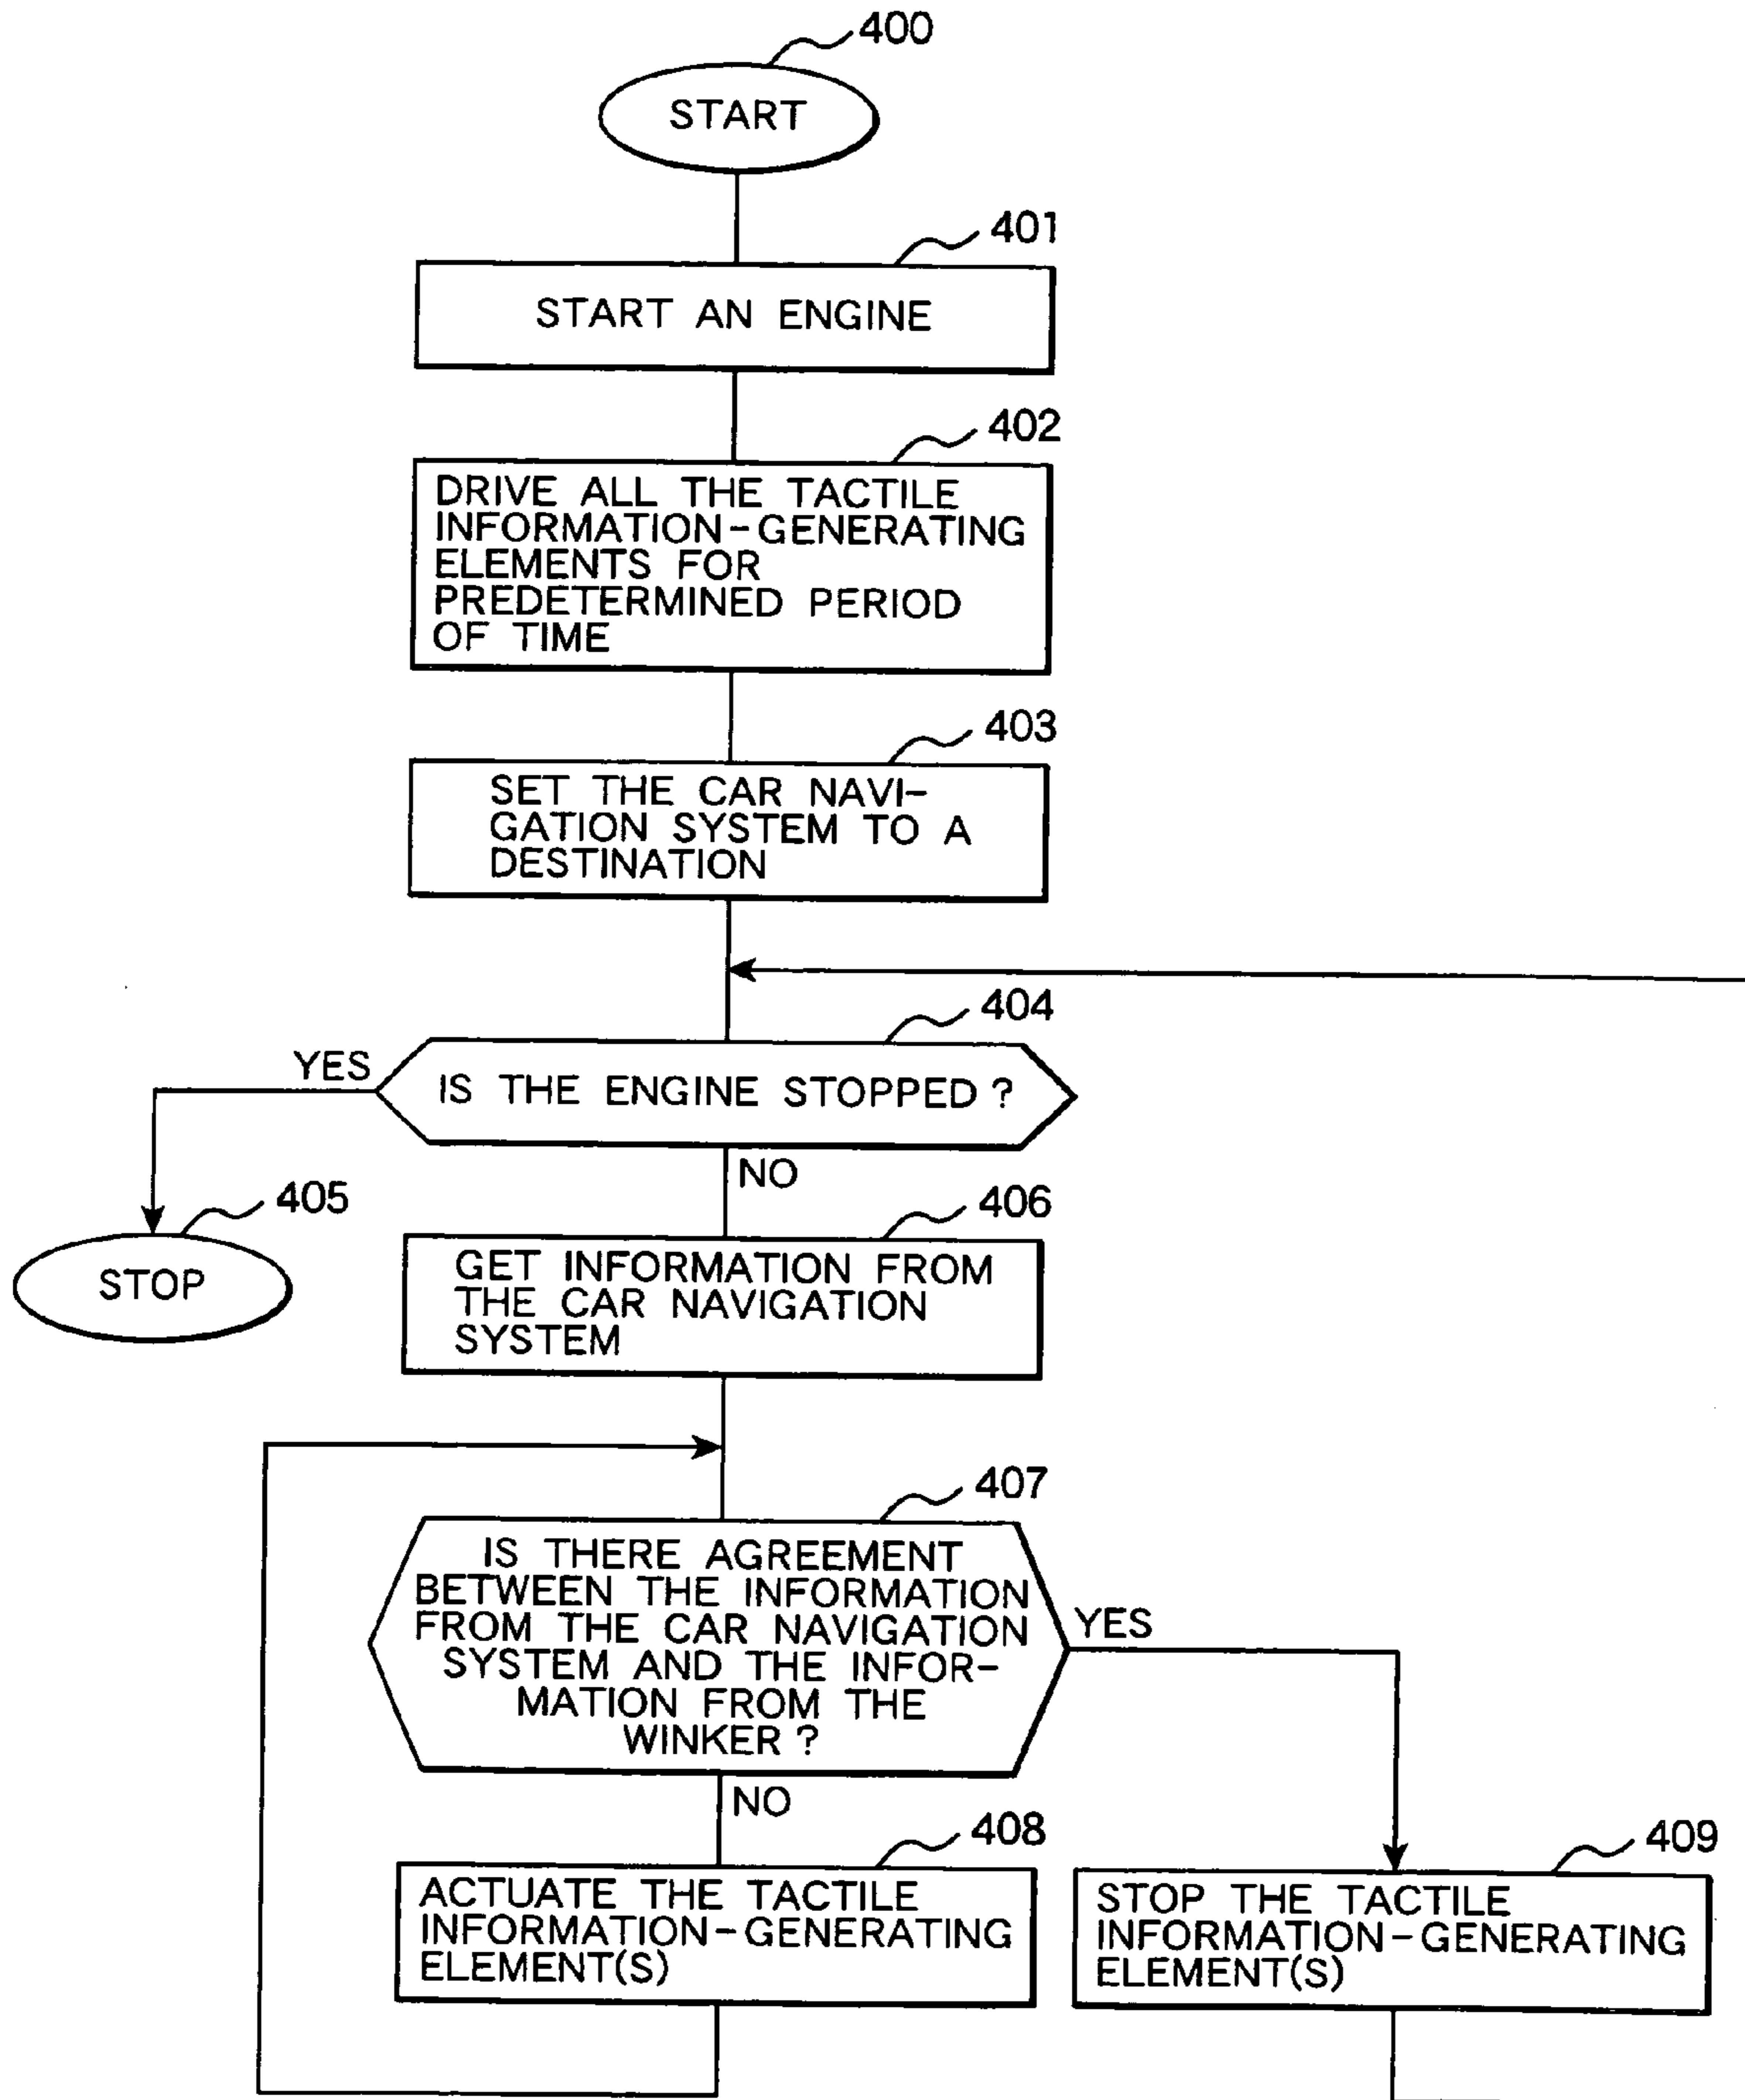 400
START
401
START AN ENGINE
402
DRIVE ALL THE TACTILE
INFORMATION-GENERATING
ELEMENTS FOR
PREDETERMINED PERIOD
OF TIME
403
SET THE CAR NAVI-
GATION SYSTEM TO A
DESTINATION
404
YES
IS THE ENGINE STOPPED?
NO
405
STOP
406
GET INFORMATION FROM
THE CAR NAVIGATION
SYSTEM
407
IS THERE AGREEMENT
BETWEEN THE INFORMATION
FROM THE CAR NAVIGATION
SYSTEM AND THE INFOR-
MATION FROM THE
WINKER?
YES
NO
408
ACTUATE THE TACTILE
INFORMATION-GENERATING
ELEMENT(S)
409
STOP THE TACTILE
INFORMATION-GENERATING
ELEMENT(S)